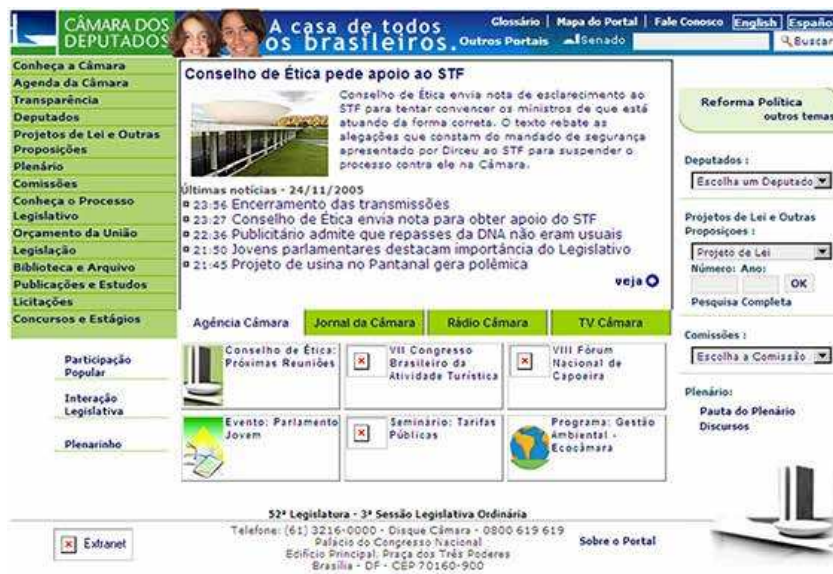 CÂMARA DOS
DEPUTADOS
A casa de todos
os brasileiros.
Glossário | Mapa do Portal | Fale Conosco English Español
Outros Portais Senado Buscar
Conheça a Câmara
Agenda da Câmara
Transparência
Deputados
Projetos de Lei e Outras
Proposições
Plenário
Comissões
Conheça o Processo
Legislativo
Orçamento da União
Legislação
Biblioteca e Arquivo
Publicações e Estudos
Licitações
Concursos e Estágios
Participação
Popular
Interação
Legislativa
Plenarinho
Conselho de Ética pede apoio ao STF
Conselho de Ética envia nota de esclarecimento ao
STF para tentar convencer os ministros de que está
atuando da forma correta. O texto rebate as
alegações que constam do mandado de segurança
apresentado por Dirceu ao STF para suspender o
processo contra ele na Câmara.
Últimas notícias - 24/11/2005
23:56 Encerramento das transmissões
23:27 Conselho de Ética envia nota para obter apoio do STF
22:36 Publicitário admite que repasses da DNA não eram usuais
21:50 Jovens parlamentares destacam importância do Legislativo
21:45 Projeto de usina no Pantanal gera polêmica
veja
Agência Câmara Jornal da Câmara Rádio Câmara TV Câmara
Conselho de Ética:
Próximas Reuniões
VII Congresso
Brasileiro da
Atividade Turística
VIII Fórum
Nacional de
Capoeira
Evento: Parlamento
Jovem
Seminário: Tarifas
Públicas
Programa: Gestão
Ambiental -
Ecocâmara
Reforma Política
outros temas
Deputados :
Escolha um Deputado
Projetos de Lei e Outras
Proposiçoes :
Projeto de Lei
Número: Ano:
OK
Pesquisa Completa
Comissões :
Escolha a Comissão
Plenário:
Pauta do Plenário
Discursos
52ª Legislatura - 3ª Sessão Legislativa Ordinária
Telefone: (61) 3216-0000 - Disque Câmara - 0800 619 619
Palácio do Congresso Nacional
Edifício Principal. Praça dos Três Poderes
Brasília - DF - CEP 70160-900
Extranet
Sobre o Portal